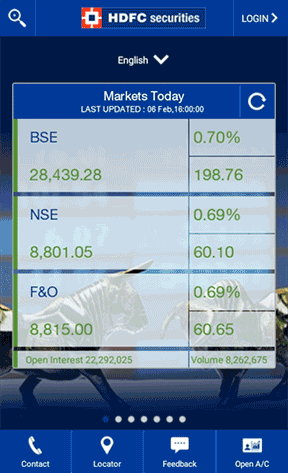 HDFC securities
LOGIN
English
Markets Today
LAST UPDATED : 06 Feb,16:00:00
BSE 0.70%
28,439.28 198.76
NSE 0.69%
8,801.05 60.10
F&O 0.69%
8,815.00 60.65
Open Interest 22,292,025 Volume 8,262,675
Contact Locator Feedback Open A/C